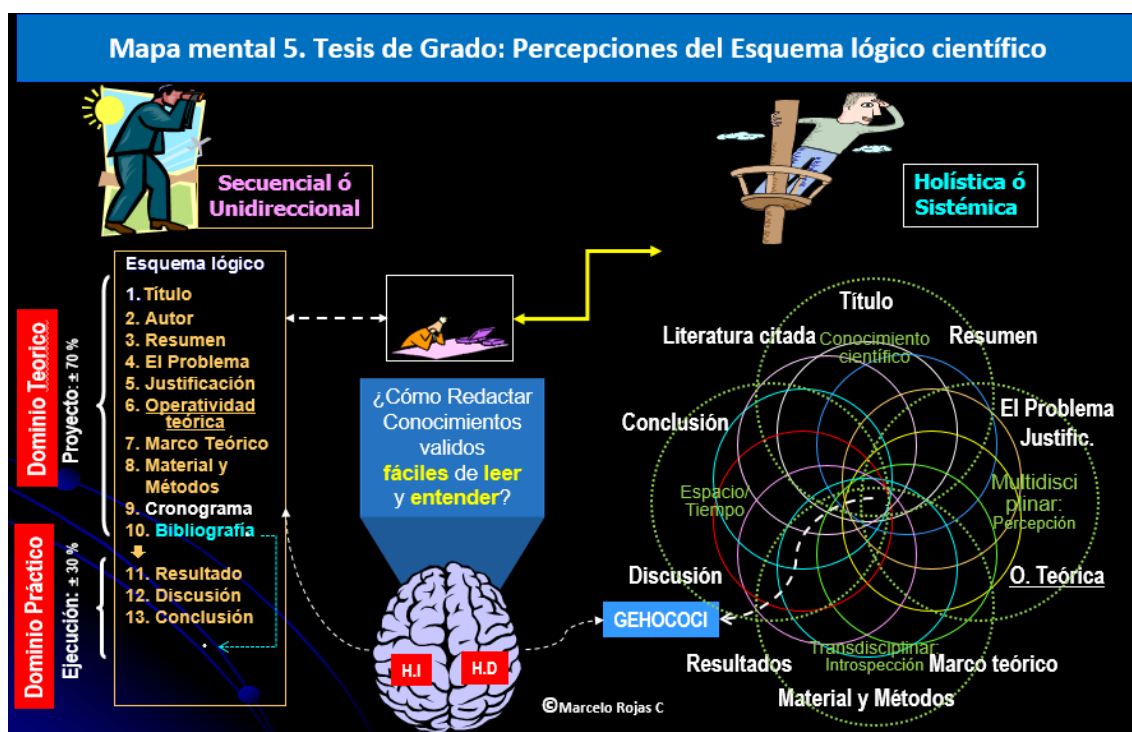 Mapa mental 5. Tesis de Grado: Percepciones del Esquema lógico científico
Secuencial ó
Unidireccional
Holística ó
Sistémica
Dominio Teorico
Proyecto: ± 70 %
Esquema lógico
1. Título
2. Autor
3. Resumen
4. El Problema
5. Justificación
6. Operatividad
teórica
7. Marco Teórico
8. Material y
Métodos
9. Cronograma
10. Bibliografía
Dominio Práctico
Ejecución: ± 30 %
11. Resultado
12. Discusión
13. Conclusión
¿Cómo Redactar
Conocimientos
validos
fáciles de leer
y entender?
H.I
H.D
GEHOCOCI
©Marcelo Rojas C
Título
Literatura citada
Conocimiento
científico
Resumen
Conclusión
El Problema
Justific.
Espacio/
Tiempo
Multidisci
plinar:
Percepción
Discusión
O. Teórica
Resultados
Transdisciplinar:
Introspección
Marco teórico
Material y Métodos